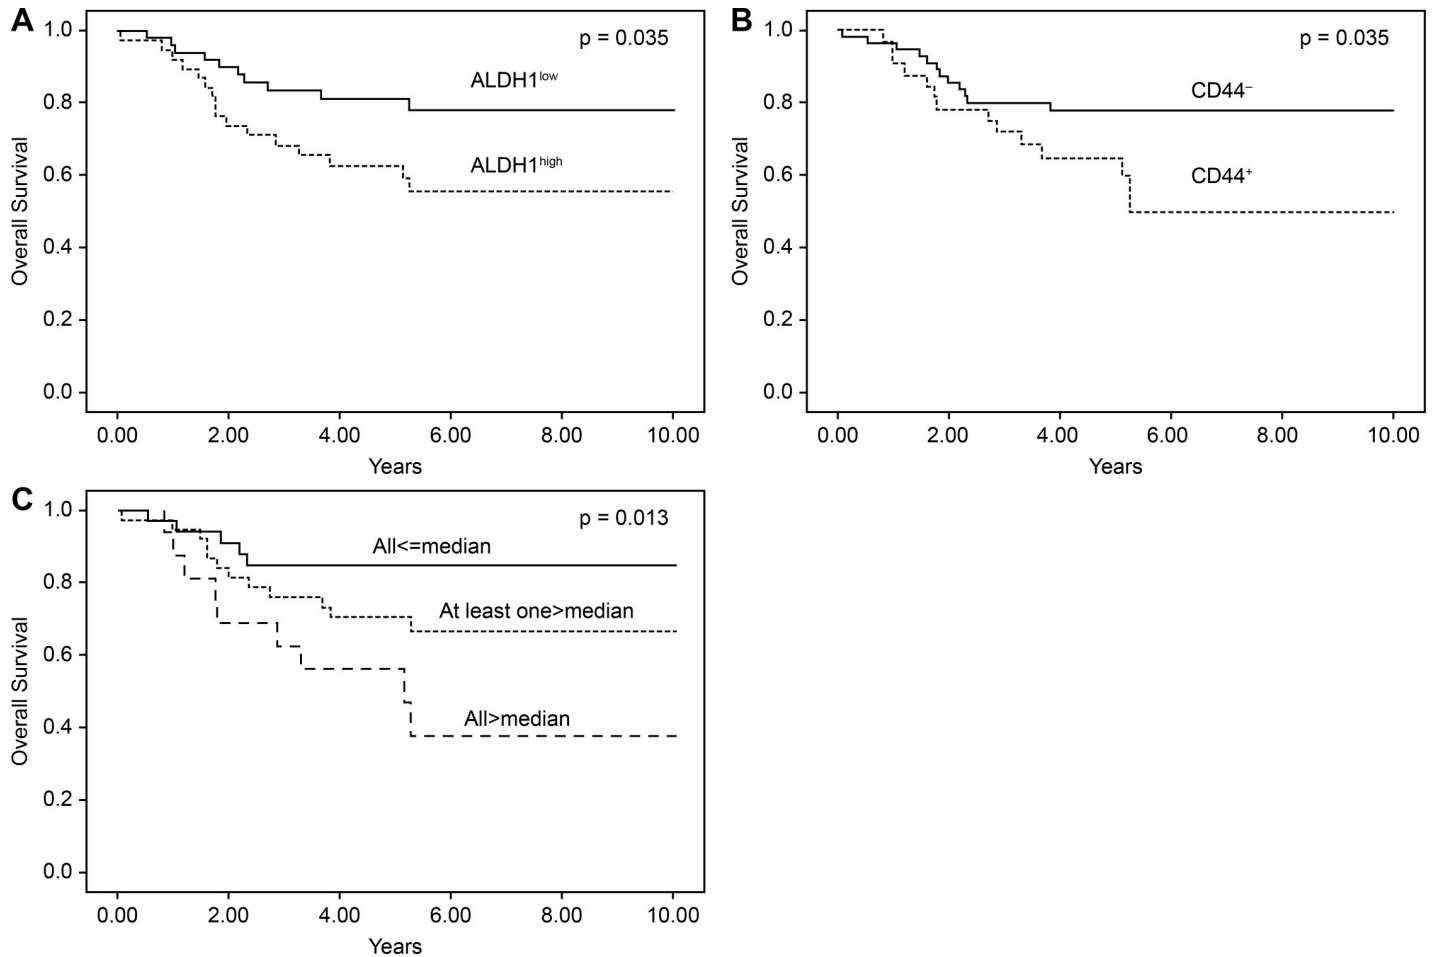 A
p = 0.035
1.0
0.8
0.6
0.4
0.2
0.0
Overall Survival
ALDH1low
ALDH1high
0.00 2.00 4.00 6.00 8.00 10.00
Years
B
p = 0.035
1.0
0.8
0.6
0.4
0.2
0.0
Overall Survival
CD44–
CD44+
0.00 2.00 4.00 6.00 8.00 10.00
Years
C
p = 0.013
1.0
0.8
0.6
0.4
0.2
0.0
Overall Survival
All<=median
At least one>median
All>median
0.00 2.00 4.00 6.00 8.00 10.00
Years